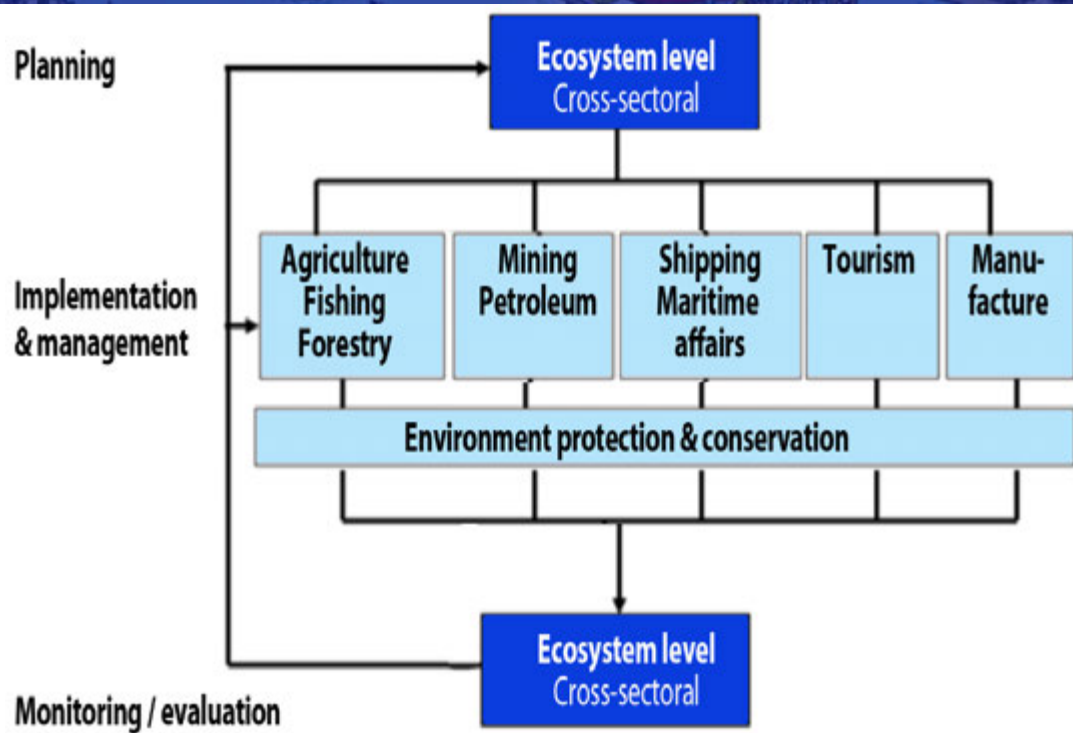 Planning
Ecosystem level
Cross-sectoral
Implementation
& management
Agriculture
Fishing
Forestry
Mining
Petroleum
Shipping
Maritime
affairs
Tourism
Manu-
facture
Environment protection & conservation
Ecosystem level
Cross-sectoral
Monitoring / evaluation